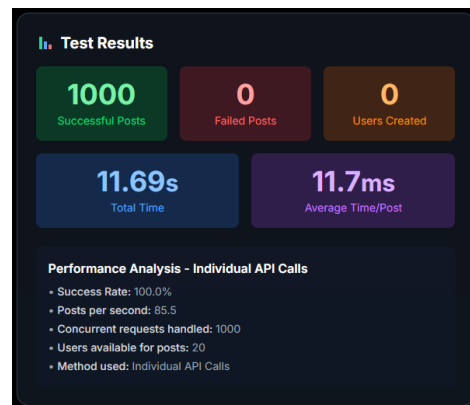 Test Results
1000
Successful Posts
0
Failed Posts
0
Users Created
11.69s
Total Time
11.7ms
Average Time/Post
Performance Analysis - Individual API Calls
• Success Rate: 100.0%
• Posts per second: 85.5
• Concurrent requests handled: 1000
• Users available for posts: 20
• Method used: Individual API Calls